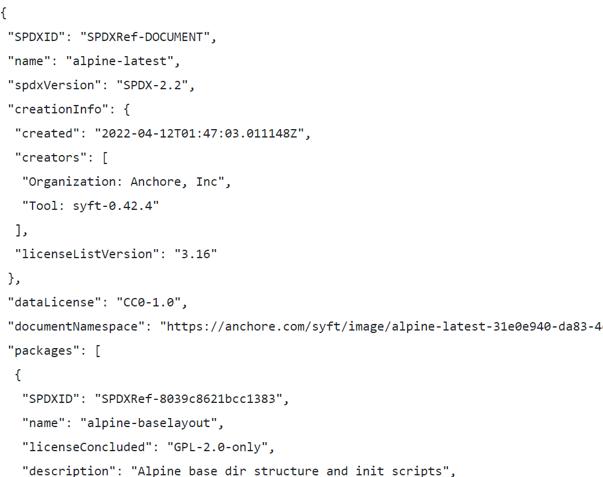 {
"SPDXID": "SPDXRef-DOCUMENT",
"name": "alpine-latest",
"spdxVersion": "SPDX-2.2",
"creationInfo": {
"created": "2022-04-12T01:47:03.011148Z",
"creators": [
"Organization: Anchore, Inc",
"Tool: syft-0.42.4"
],
"licenseListVersion": "3.16"
},
"dataLicense": "CC0-1.0",
"documentNamespace": "https://anchore.com/syft/image/alpine-latest-31e0e940-da83-4
"packages": [
{
"SPDXID": "SPDXRef-8039c8621bcc1383",
"name": "alpine-baselayout",
"licenseConcluded": "GPL-2.0-only",
"description": "Alpine base dir structure and init scripts",